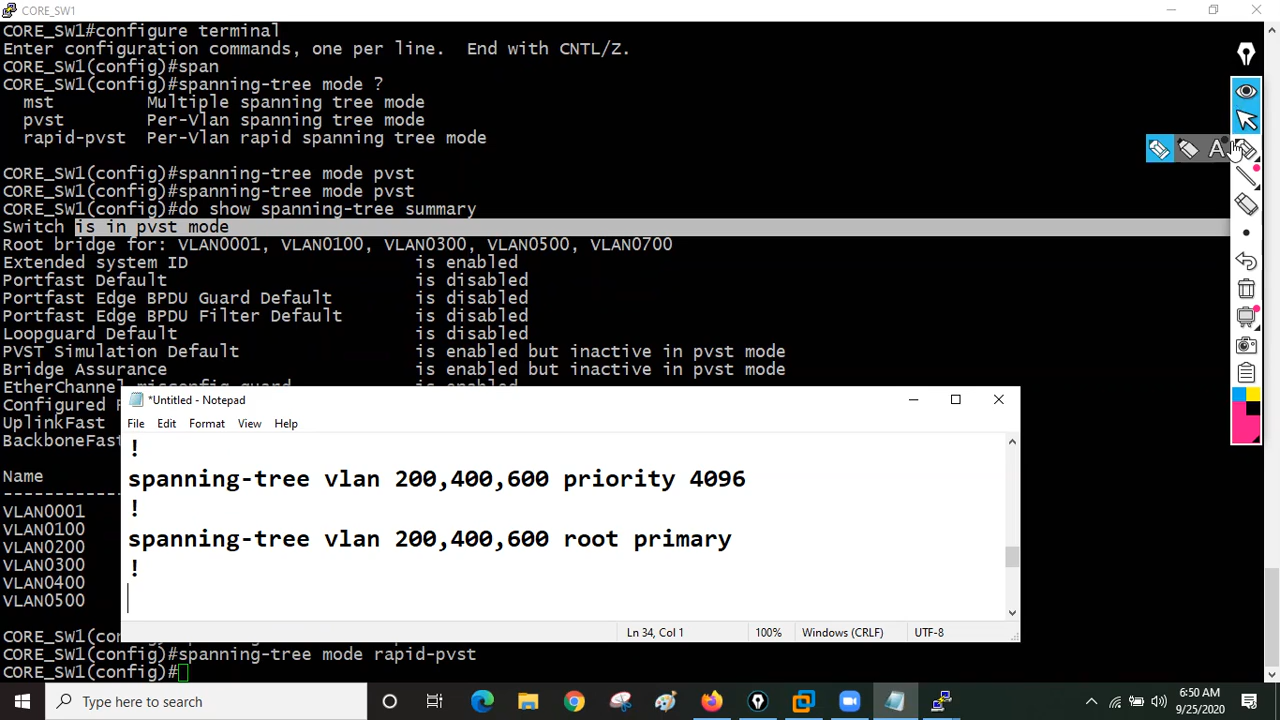 CORE_SW1
CORE_SW1#configure terminal
Enter configuration commands, one per line.  End with CNTL/Z.
CORE_SW1(config)#span
CORE_SW1(config)#spanning-tree mode ?
  mst         Multiple spanning tree mode
  pvst        Per-Vlan spanning tree mode
  rapid-pvst  Per-Vlan rapid spanning tree mode
CORE_SW1(config)#spanning-tree mode pvst
CORE_SW1(config)#spanning-tree mode pvst
CORE_SW1(config)#do show spanning-tree summary
Switch is in pvst mode
Root bridge for: VLAN0001, VLAN0100, VLAN0300, VLAN0500, VLAN0700
Extended system ID                      is enabled
Portfast Default                        is disabled
Portfast Edge BPDU Guard Default        is disabled
Portfast Edge BPDU Filter Default       is disabled
Loopguard Default                       is disabled
PVST Simulation Default                 is enabled but inactive in pvst mode
Bridge Assurance                        is enabled but inactive in pvst mode
EtherChannel misconfig guard            is enabled
Configured
UplinkFast
BackboneFast
Name
VLAN0001
VLAN0100
VLAN0200
VLAN0300
VLAN0400
VLAN0500
CORE_SW1(con
CORE_SW1(config)#spanning-tree mode rapid-pvst
CORE_SW1(config)#
*Untitled - Notepad
File Edit Format View Help
!
spanning-tree vlan 200,400,600 priority 4096
!
spanning-tree vlan 200,400,600 root primary
!
Ln 34, Col 1 100% Windows (CRLF) UTF-8
A
Type here to search
6:50 AM
9/25/2020